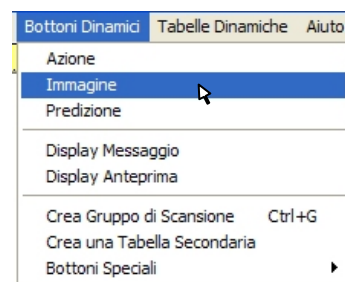 Bottoni Dinamici Tabelle Dinamiche Aiuto
Azione
Immagine
Predizione
Display Messaggio
Display Anteprima
Crea Gruppo di Scansione Ctrl+G
Crea una Tabella Secondaria
Bottoni Speciali